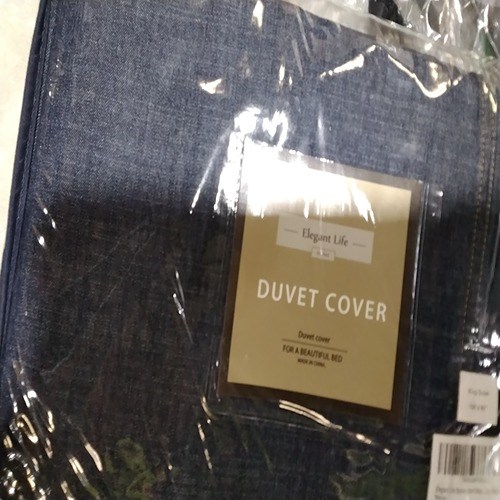 Elegant Life
DUVET COVER
Duvet cover
FOR A BEAUTIFUL BED
MADE IN CHINA